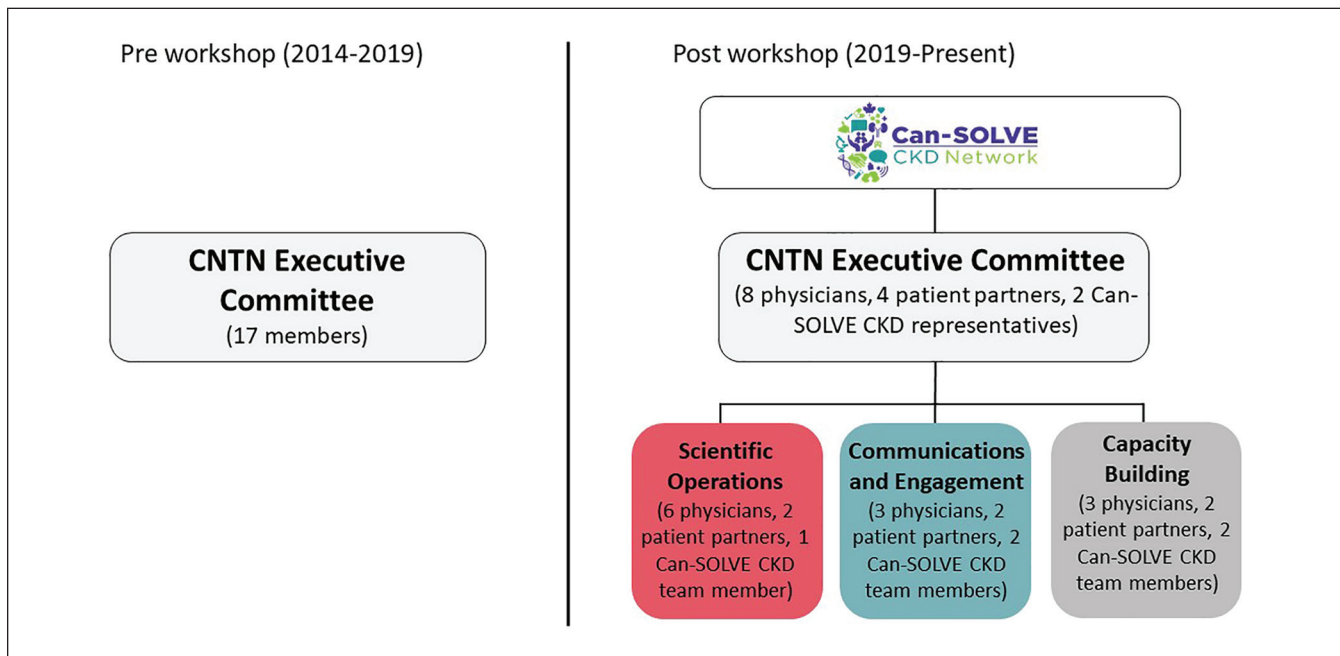 Pre workshop (2014-2019)
CNTN Executive
Committee
(17 members)
Post workshop (2019-Present)
Can-SOLVE
CKD Network
CNTN Executive Committee
(8 physicians, 4 patient partners, 2 Can-
SOLVE CKD representatives)
Scientific
Operations
(6 physicians, 2
patient partners, 1
Can-SOLVE CKD
team member)
Communications
and Engagement
(3 physicians, 2
patient partners, 2
Can-SOLVE CKD
team members)
Capacity
Building
(3 physicians, 2
patient partners, 2
Can-SOLVE CKD
team members)